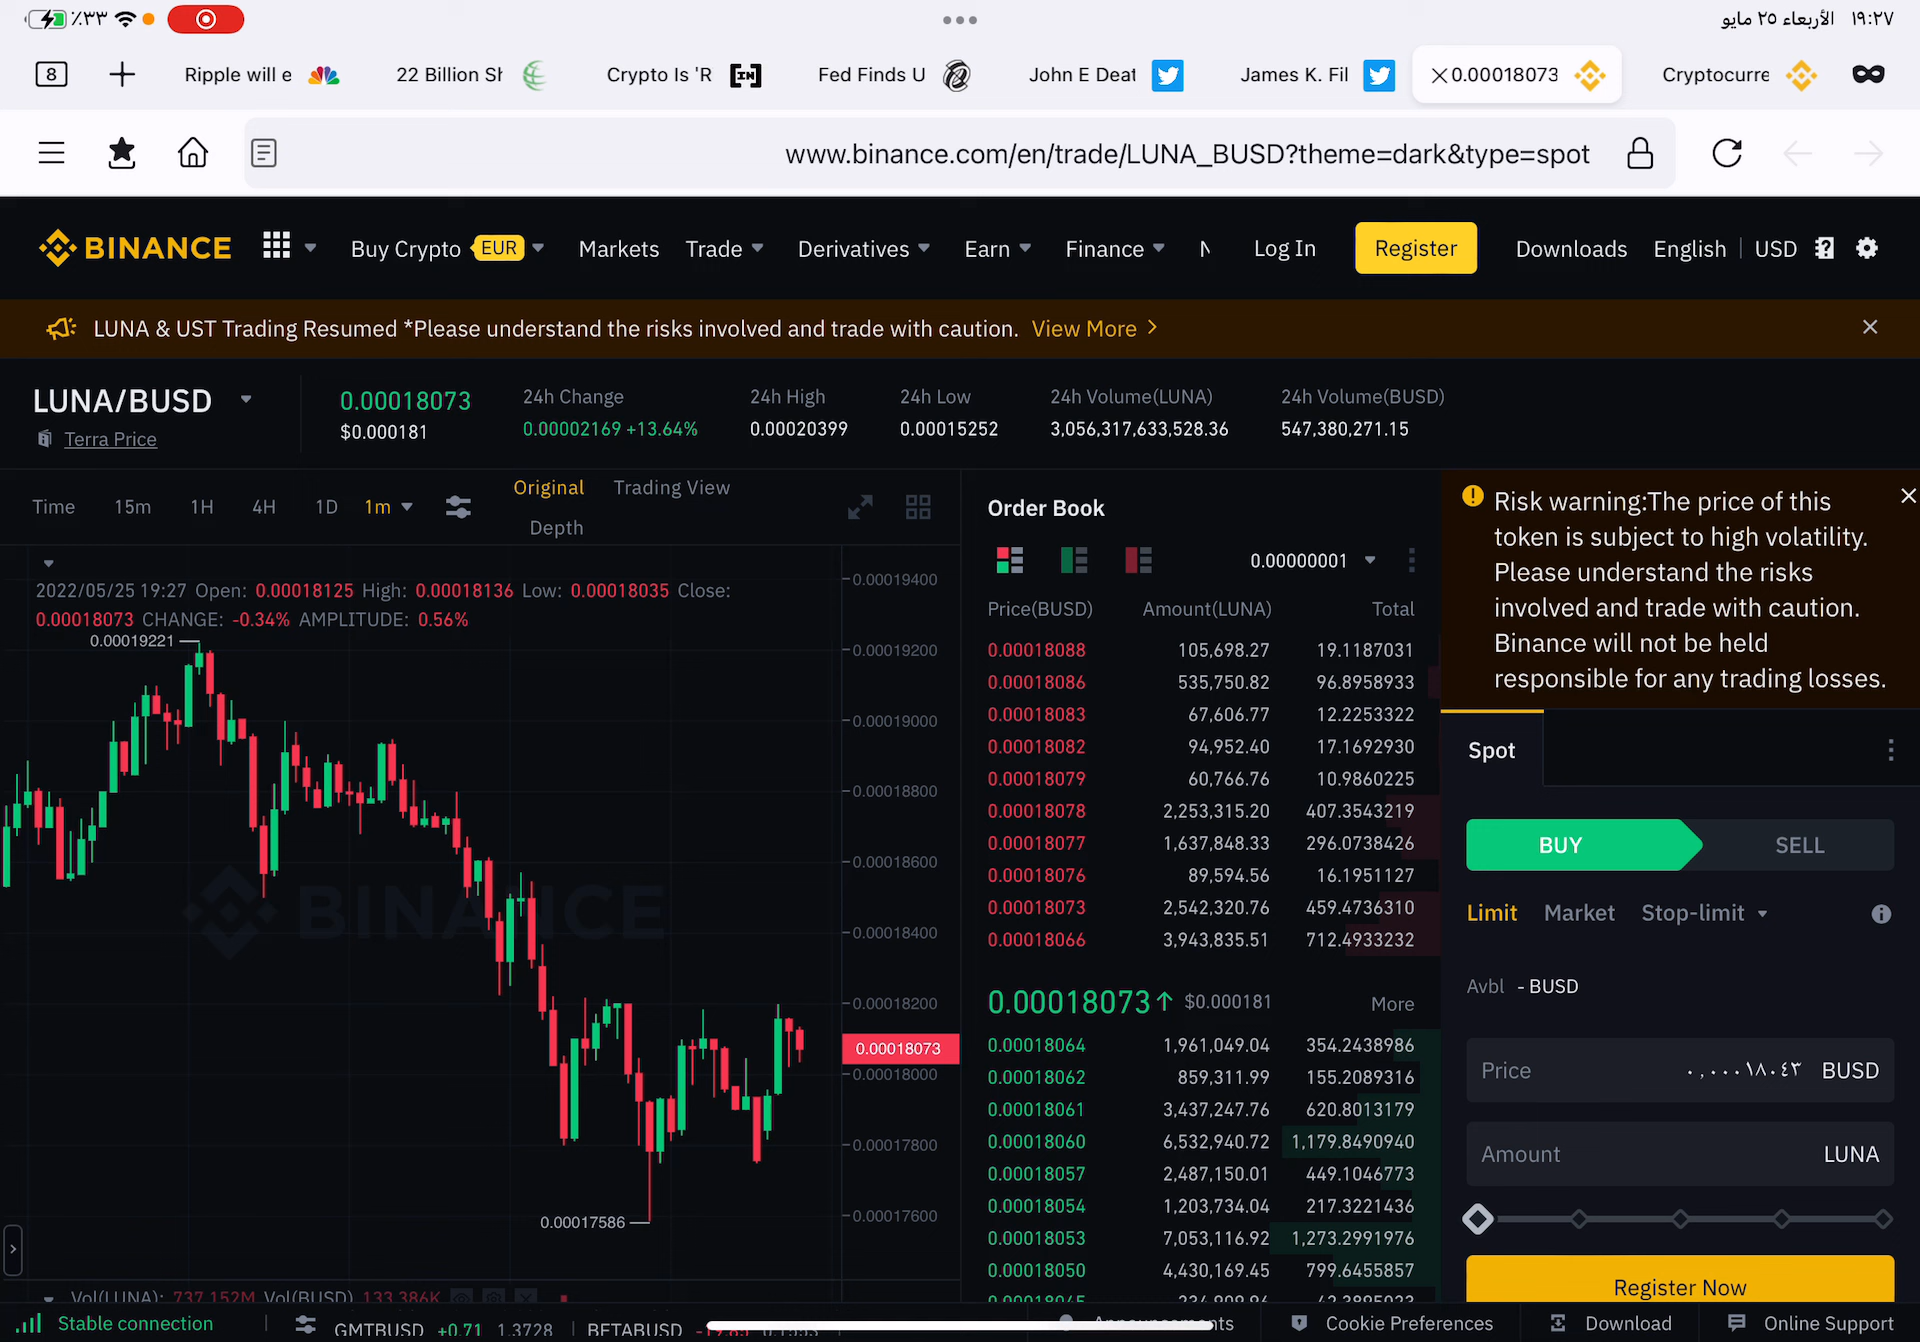 ٪٣٣
الأربعاء ٢٥ مايو ١٩:٢٧
8
Ripple will e
22 Billion Sh
Crypto Is 'R
Fed Finds U
John E Deat
James K. Fil
0.00018073
Cryptocurre
www.binance.com/en/trade/LUNA_BUSD?theme=dark&type=spot
BINANCE
Buy Crypto EUR
Markets
Trade
Derivatives
Earn
Finance
N
Log In
Register
Downloads
English
USD
LUNA & UST Trading Resumed *Please understand the risks involved and trade with caution. View More
LUNA/BUSD
Terra Price
0.00018073
$0.000181
24h Change
0.00002169 +13.64%
24h High
0.00020399
24h Low
0.00015252
24h Volume(LUNA)
3,056,317,633,528.36
24h Volume(BUSD)
547,380,271.15
Time 15m 1H 4H 1D 1m
Original Trading View
Depth
2022/05/25 19:27 Open: 0.00018125 High: 0.00018136 Low: 0.00018035 Close:
0.00018073 CHANGE: -0.34% AMPLITUDE: 0.56%
0.00019221
0.00017586
BINANCE
0.00019400
0.00019200
0.00019000
0.00018800
0.00018600
0.00018400
0.00018200
0.00018073
0.00018000
0.00017800
0.00017600
Vol(LUNA): 737.152M Vol(BUSD) 133.386K
Order Book
0.00000001
Price(BUSD) Amount(LUNA) Total
0.00018088 105,698.27 19.1187031
0.00018086 535,750.82 96.8958933
0.00018083 67,606.77 12.2253322
0.00018082 94,952.40 17.1692930
0.00018079 60,766.76 10.9860225
0.00018078 2,253,315.20 407.3543219
0.00018077 1,637,848.33 296.0738426
0.00018076 89,594.56 16.1951127
0.00018073 2,542,320.76 459.4736310
0.00018066 3,943,835.51 712.4933232
0.00018073 $0.000181 More
0.00018064 1,961,049.04 354.2438986
0.00018062 859,311.99 155.2089316
0.00018061 3,437,247.76 620.8013179
0.00018060 6,532,940.72 1,179.8490940
0.00018057 2,487,150.01 449.1046773
0.00018054 1,203,734.04 217.3221436
0.00018053 7,053,116.92 1,273.2991976
0.00018050 4,430,169.45 799.6455857
Risk warning:The price of this
token is subject to high volatility.
Please understand the risks
involved and trade with caution.
Binance will not be held
responsible for any trading losses.
Spot
BUY
SELL
Limit Market Stop-limit
Avbl - BUSD
Price ٠,٠٠٠١٨٠٤٣ BUSD
Amount LUNA
Register Now
Stable connection
GMTBUSD +0.71 1.3728
BETABUSD
Cookie Preferences
Download
Online Support